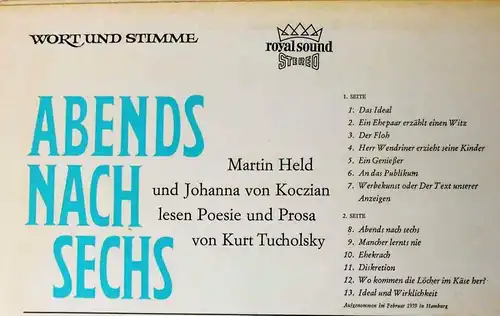 WORT UND STIMME
royal sound
STEREO
ABENDS
NACH
SECHS
Martin Held
und Johanna von Koczian
lesen Poesie und Prosa
von Kurt Tucholsky
1. SEITE
1. Das Ideal
2. Ein Ehepaar erzählt einen Witz
3. Der Floh
4. Herr Wendriner erzieht seine Kinder
5. Ein Genießer
6. An das Publikum
7. Werbekunst oder Der Text unserer
Anzeigen
2. SEITE
8. Abends nach sechs
9. Mancher lernts nie
10. Ehekrach
11. Diskretion
12. Wo kommen die Löcher im Käse her?
13. Ideal und Wirklichkeit
Aufgenommen im Februar 1959 in Hamburg